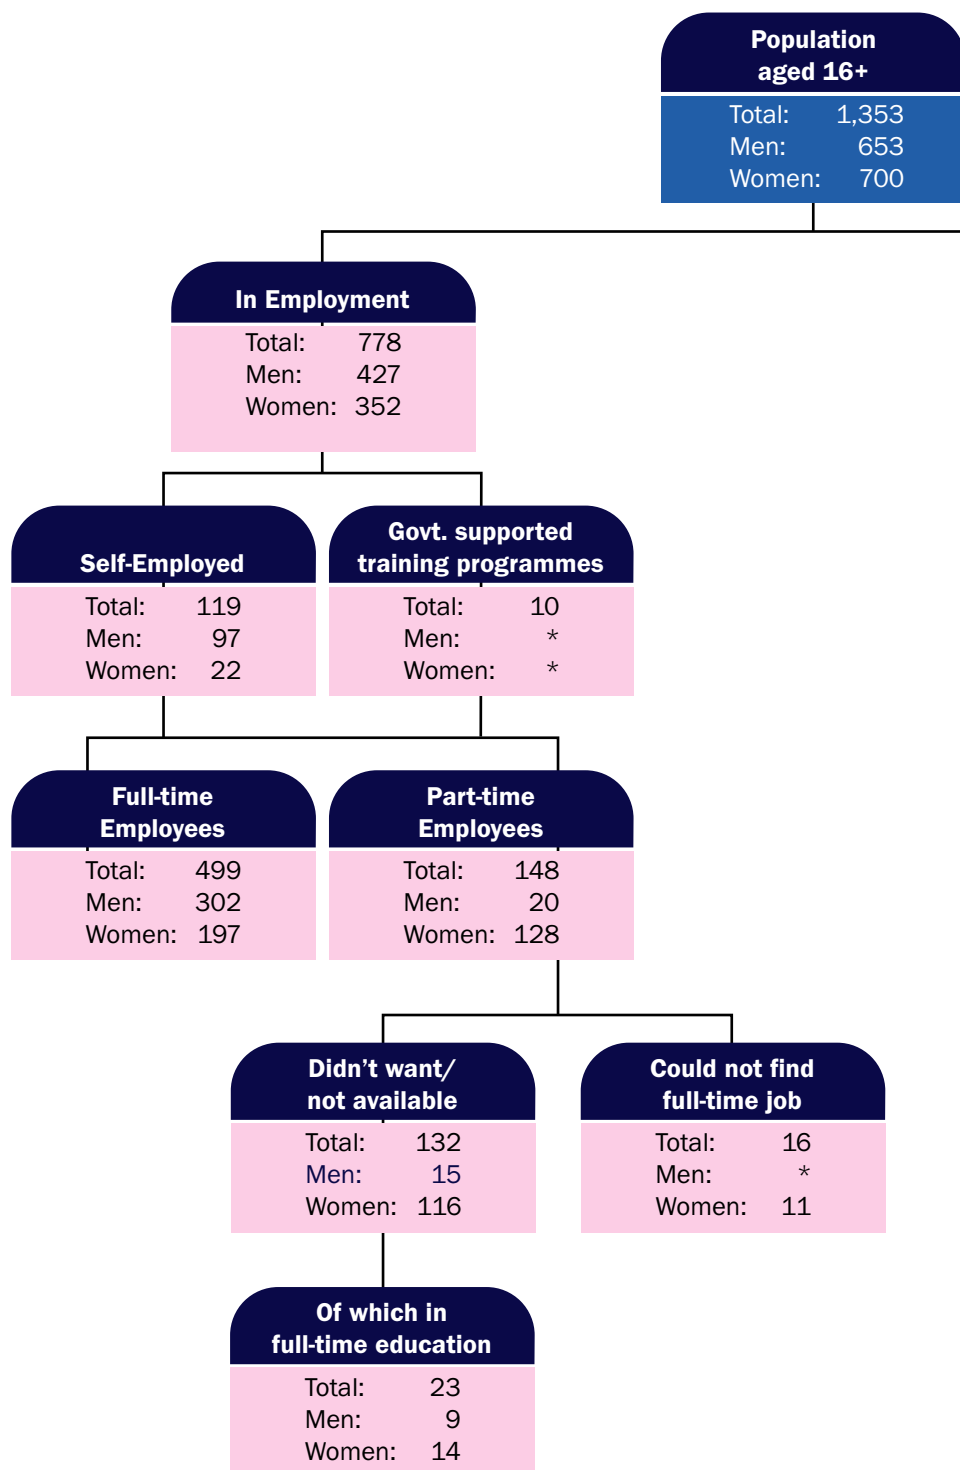 Population
aged 16+
Total: 1,353
Men: 653
Women: 700
In Employment
Total: 778
Men: 427
Women: 352
Self-Employed
Total: 119
Men: 97
Women: 22
Govt. supported
training programmes
Total: 10
Men: *
Women: *
Full-time
Employees
Total: 499
Men: 302
Women: 197
Part-time
Employees
Total: 148
Men: 20
Women: 128
Didn't want/
not available
Total: 132
Men: 15
Women: 116
Could not find
full-time job
Total: 16
Men: *
Women: 11
Of which in
full-time education
Total: 23
Men: 9
Women: 14